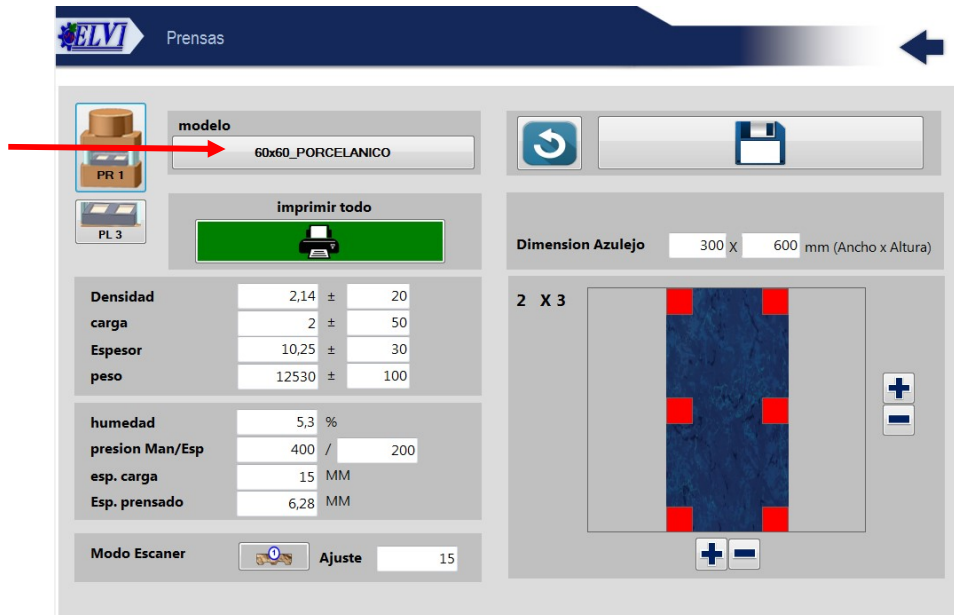 ELVI
Prensas
PR 1
modelo
60x60_PORCELANICO
PL 3
imprimir todo
Dimension Azulejo 300 X 600 mm (Ancho x Altura)
Densidad 2,14 ± 20
carga 2 ± 50
Espesor 10,25 ± 30
peso 12530 ± 100
2 X 3
humedad 5,3 %
presion Man/Esp 400 / 200
esp. carga 15 MM
Esp. prensado 6,28 MM
Modo Escaner 1 Ajuste 15